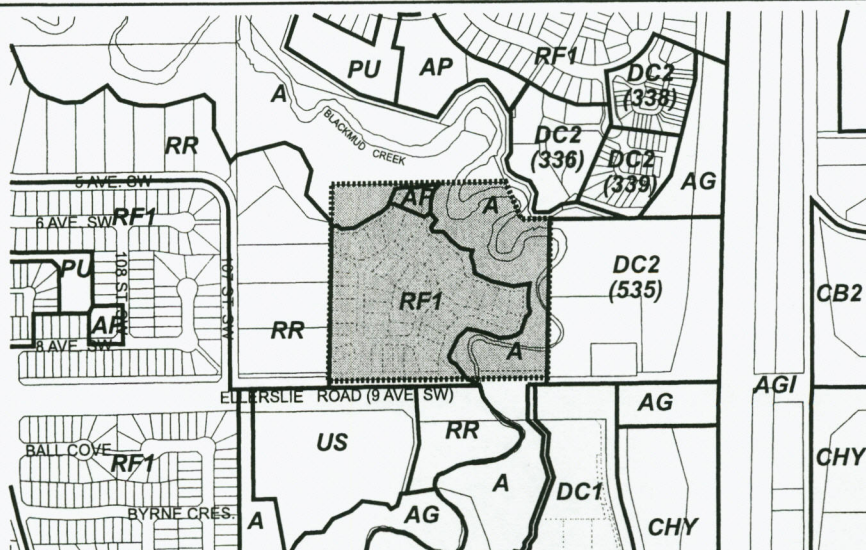 RF1
PU
AP
DC2
(338)
A
BLACKMUD CREEK
DC2
(336)
DC2
(339)
RR
AG
5 AVE. SW
AP
A
6 AVE. SW
RF1
PU
108 ST. SW
107 ST. SW
DC2
(535)
CB2
RF1
AP
RR
8 AVE. SW
A
AGI
ELLERSLIE ROAD (9 AVE. SW)
AG
US
RR
BALL COVE
RF1
CHY
A
DC1
BYRNE CRES.
A
AG
CHY